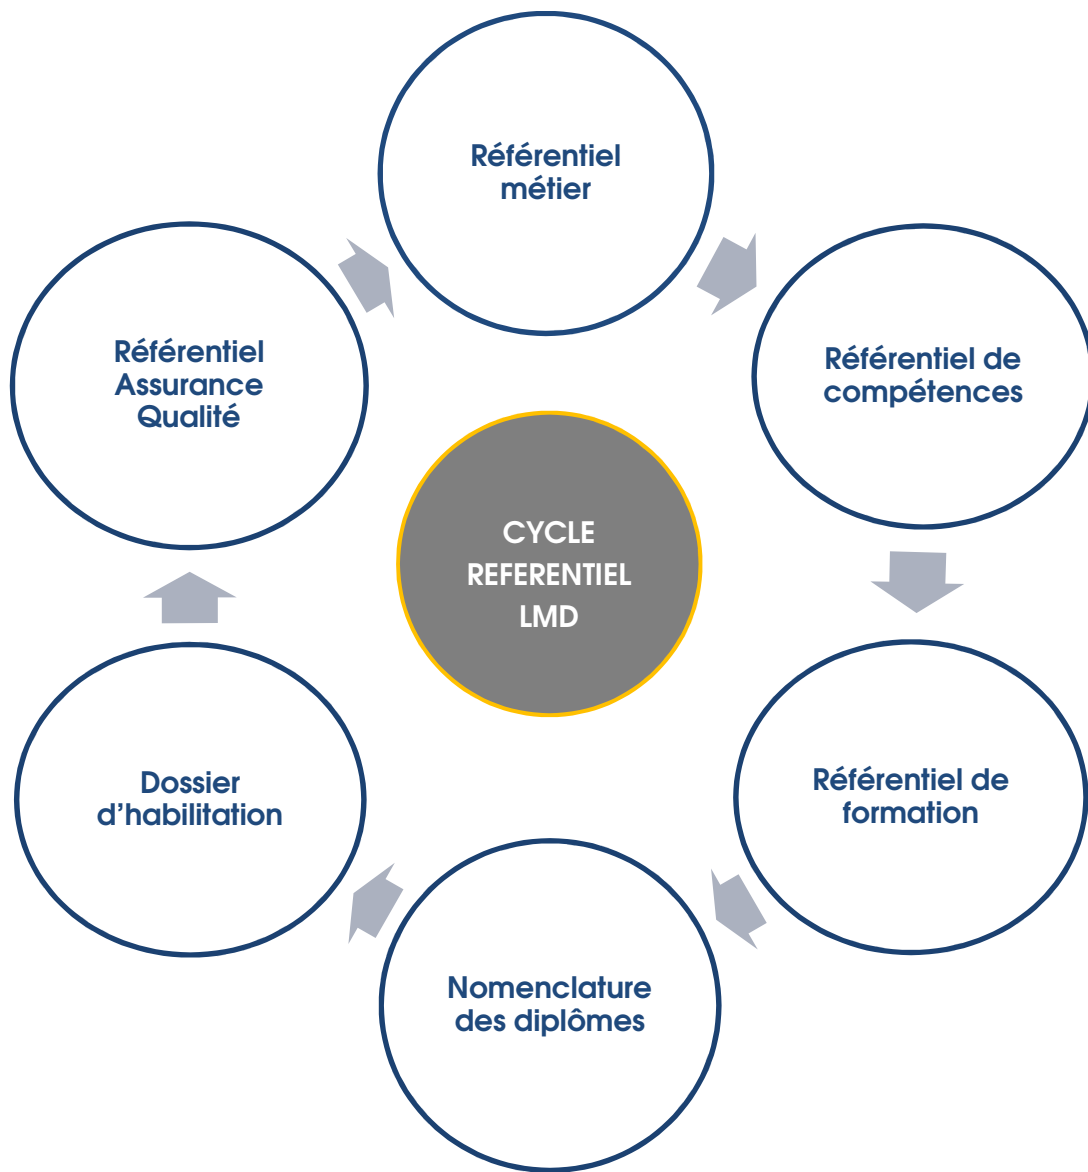 Référentiel
métier
Référentiel de
compétences
Référentiel de
formation
Nomenclature
des diplômes
Dossier
d’habilitation
Référentiel
Assurance
Qualité
CYCLE
REFERENTIEL
LMD